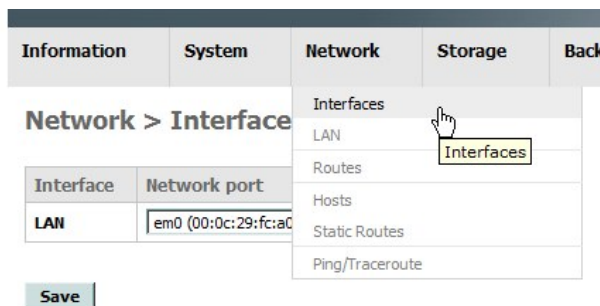 Information System Network Storage Back
Interfaces
Network > Interface
LAN
Interfaces
Routes
Interface Network port
Hosts
LAN em0 (00:0c:29:fc:a0
Static Routes
Ping/Traceroute
Save